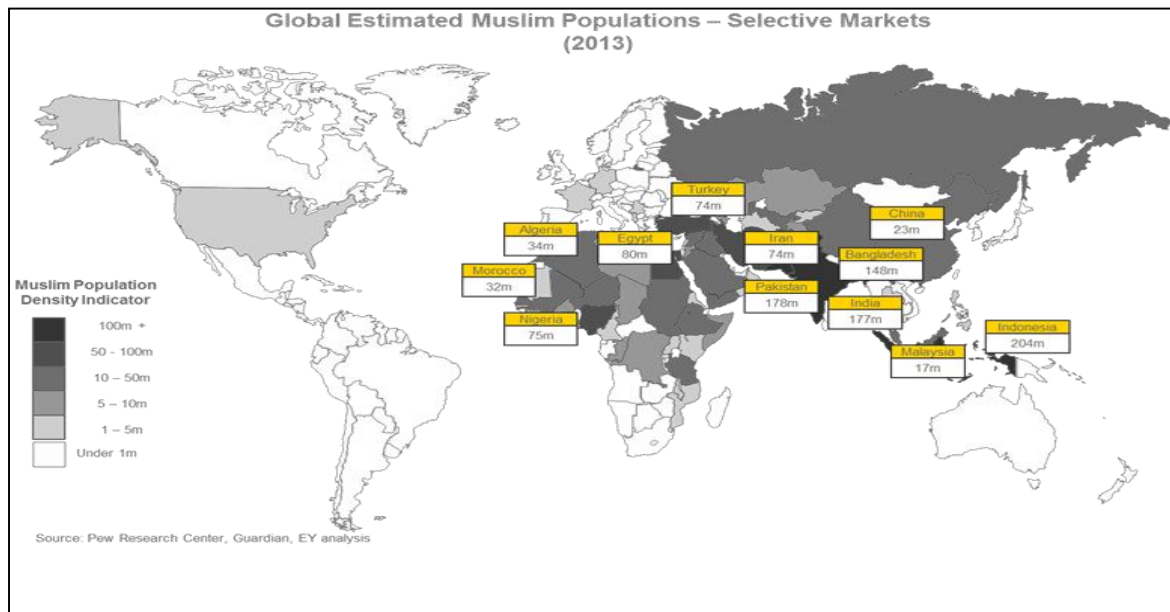 Global Estimated Muslim Populations – Selective Markets
(2013)
Turkey
74m
China
23m
Algeria
34m
Egypt
80m
Iran
74m
Bangladesh
148m
Morocco
32m
Pakistan
178m
India
177m
Nigeria
75m
Indonesia
204m
Malaysia
17m
Muslim Population
Density Indicator
100m +
50 - 100m
10 – 50m
5 – 10m
1 – 5m
Under 1m
Source: Pew Research Center, Guardian, EY analysis